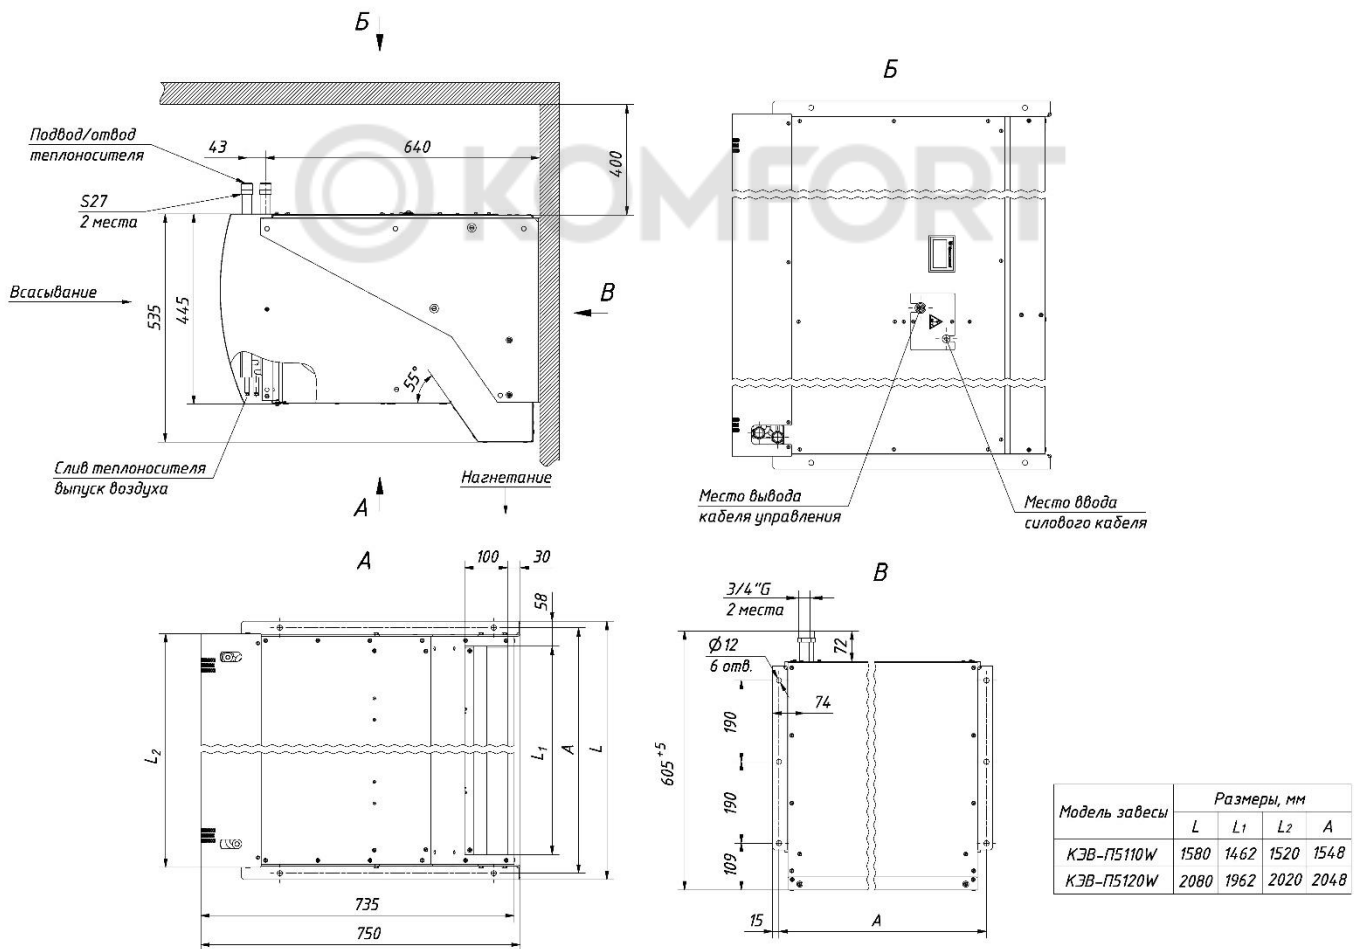 Б
Подвод/отвод
теплоносителя
S27
2 места
43
640
400
KOMFORT
Всасывание
535
445
55°
В
Слив теплоносителя
выпуск воздуха
А
Нагнетание
Б
Место вывода
кабеля управления
Место ввода
силового кабеля
А
100
30
58
L2
L1
A
L
735
750
В
3/4"G
2 места
Ф12
6 отв.
72
74
190
605+5
190
109
15
A
Модель завесы
Размеры, мм
L L1 L2 A
КЭВ-П5110W 1580 1462 1520 1548
КЭВ-П5120W 2080 1962 2020 2048